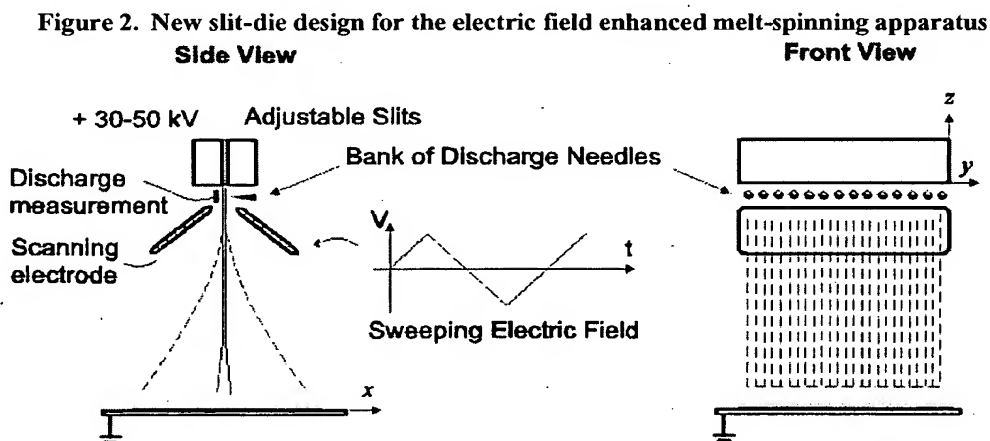 Figure 2. New slit-die design for the electric field enhanced melt-spinning apparatus
Side View
Front View
+ 30-50 kV
Adjustable Slits
z
Bank of Discharge Needles
y
Discharge
measurement
V
t
Scanning
electrode
Sweeping Electric Field
x